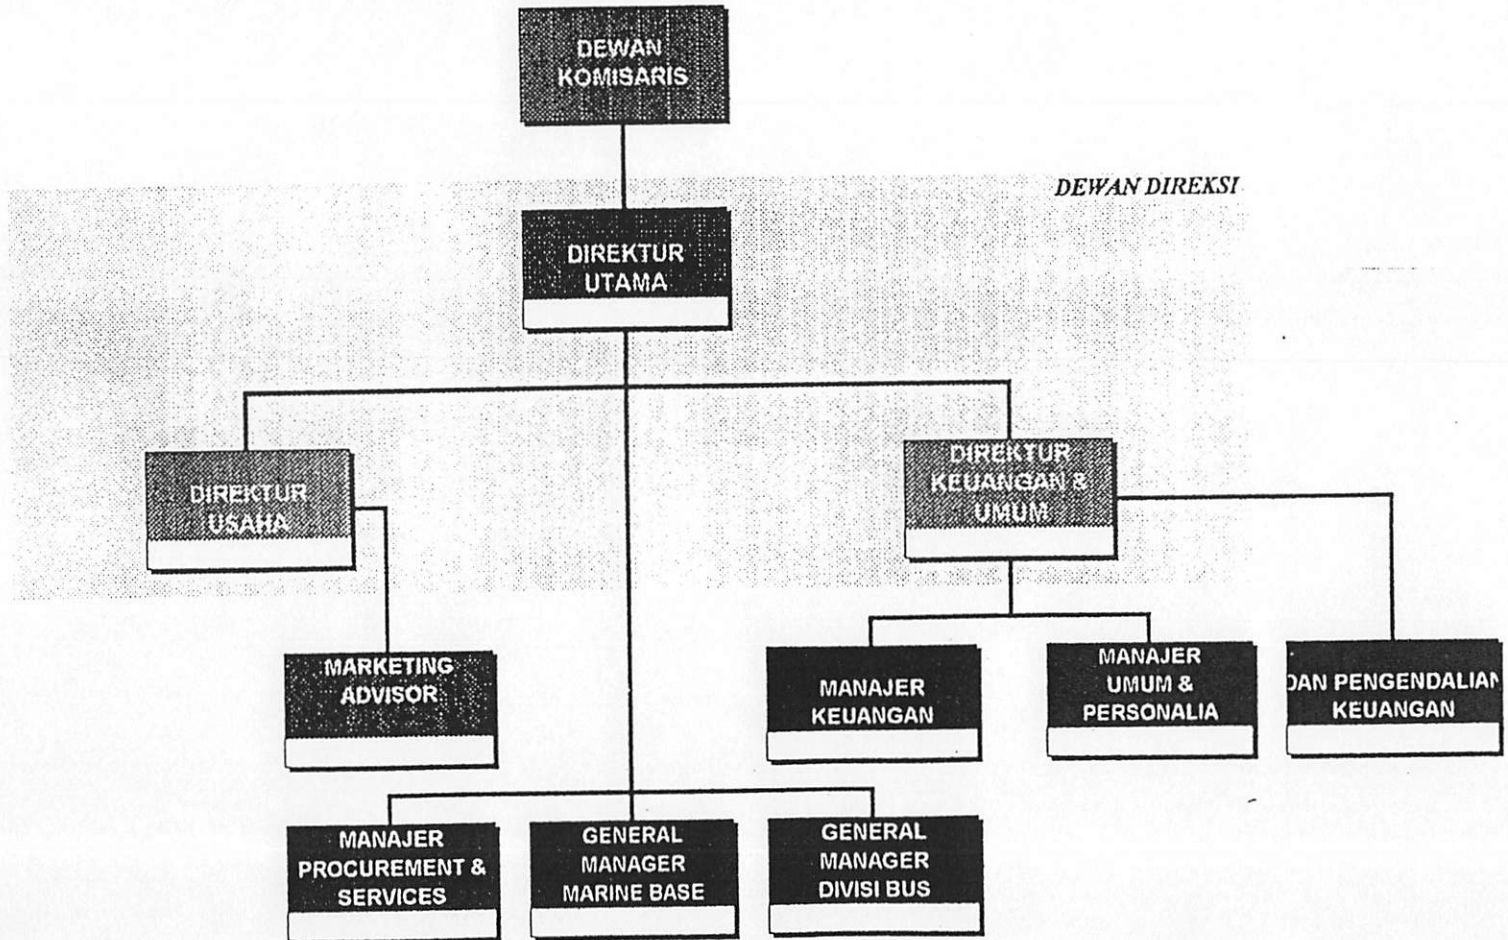 DEWAN
KOMISARIS
DEWAN DIREKSI
DIREKTUR
UTAMA
DIREKTUR
USAHA
DIREKTUR
KEUANGAN &
UMUM
MARKETING
ADVISOR
MANAJER
KEUANGAN
MANAJER
UMUM &
PERSONALIA
DAN PENGENDALIAN
KEUANGAN
MANAJER
PROCUREMENT &
SERVICES
GENERAL
MANAGER
MARINE BASE
GENERAL
MANAGER
DIVISI BUS